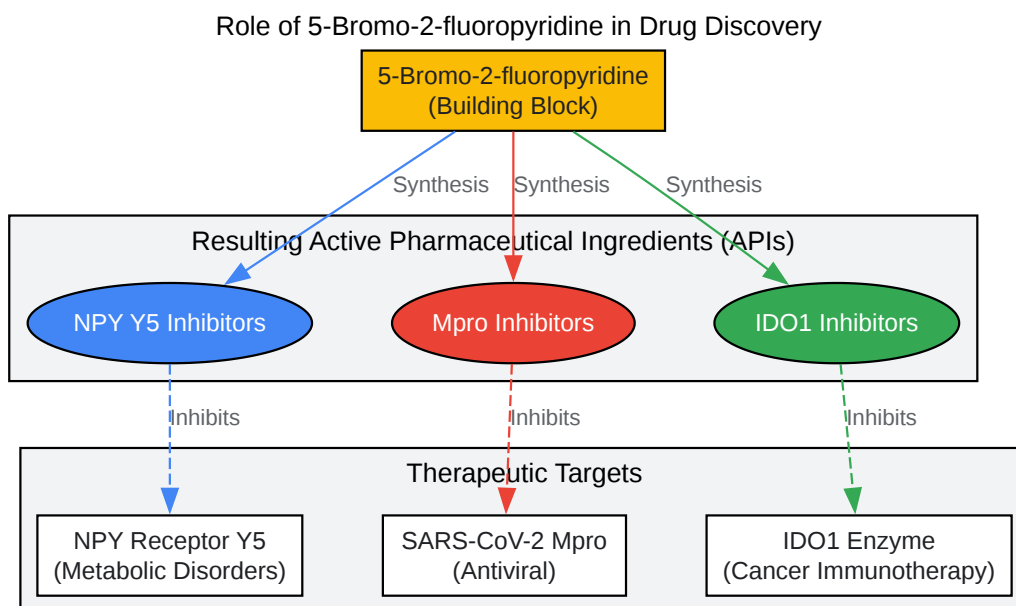 Role of 5-Bromo-2-fluoropyridine in Drug Discovery
5-Bromo-2-fluoropyridine
(Building Block)
Synthesis
Synthesis
Synthesis
Resulting Active Pharmaceutical Ingredients (APIs)
NPY Y5 Inhibitors
Mpro Inhibitors
IDO1 Inhibitors
Inhibits
Inhibits
Inhibits
Therapeutic Targets
NPY Receptor Y5
(Metabolic Disorders)
SARS-CoV-2 Mpro
(Antiviral)
IDO1 Enzyme
(Cancer Immunotherapy)